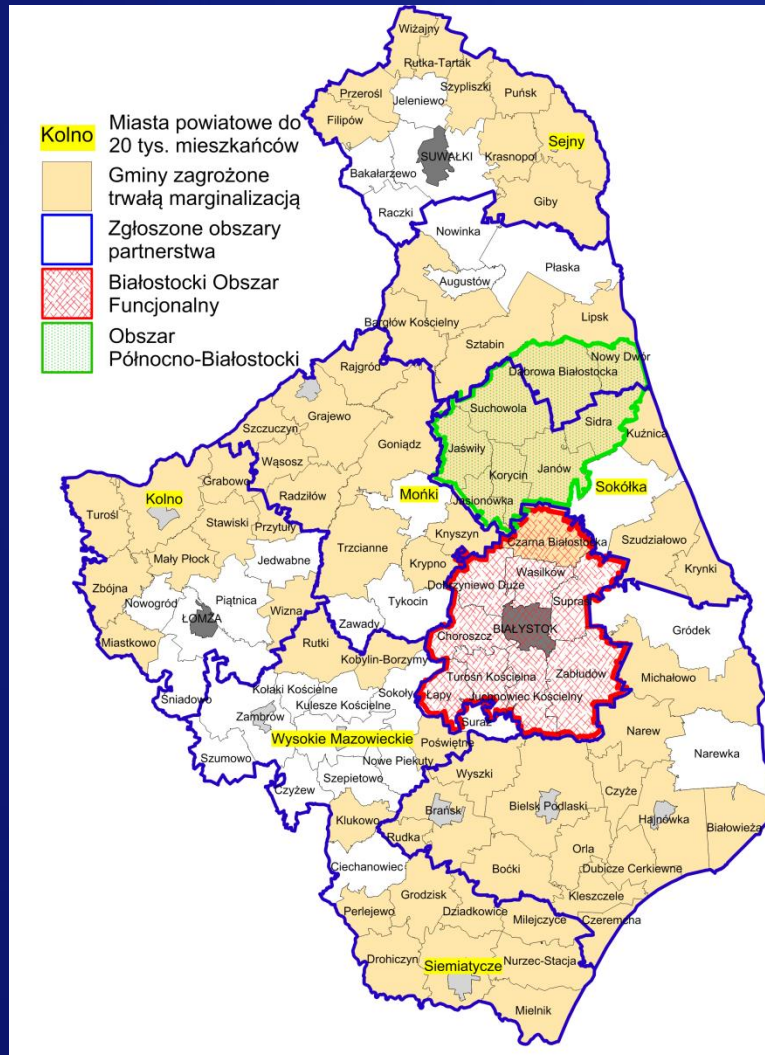 Kolno
Miasta powiatowe do
20 tys. mieszkańców
Gminy zagrożone
trwałą marginalizacją
Zgłoszone obszary
partnerstwa
Białostocki Obszar
Funcjonalny
Obszar
Północno-Białostocki
Wiżajny
Rutka-Tartak
Szypliszki
Puńsk
Przerośl
Jeleniewo
Filipów
SUWAŁKI
Krasnopol
Sejny
Bakałarzewo
Giby
Raczki
Nowinka
Płaska
Augustów
Lipsk
Bargłów Kościelny
Sztabin
Nowy Dwór
Dąbrowa Białostocka
Rajgród
Suchowola
Sidra
Kuźnica
Grajewo
Szczuczyn
Goniądz
Jaświły
Wąsosz
Janów
Korycin
Grabowo
Kolno
Radziłów
Mońki
Jasionówka
Sokółka
Turośl
Stawiski
Przytuły
Knyszyn
Czarna Białostocka
Szudziałowo
Mały Płock
Trzcianne
Krypno
Wasilków
Krynki
Jedwabne
Zbójna
Dobrzyniewo Duże
Nowogród
Piątnica
Tykocin
Supraśl
ŁOMŻA
Wizna
Zawady
BIAŁYSTOK
Gródek
Miastkowo
Rutki
Choroszcz
Kobylin-Borzymy
Turośń Kościelna
Zabłudów
Michałowo
Śniadowo
Kołaki Kościelne
Sokoły
Łapy
Juchnowiec Kościelny
Kulesze Kościelne
Zambrów
Suraż
Narew
Wysokie Mazowieckie
Poświętne
Narewka
Szumowo
Nowe Piekuty
Wyszki
Szepietowo
Czyżew
Czyże
Brańsk
Bielsk Podlaski
Hajnówka
Klukowo
Białowieża
Rudka
Orla
Ciechanowiec
Boćki
Dubicze Cerkiewne
Grodzisk
Kleszczele
Perlejewo
Dziadkowice
Milejczyce
Czeremcha
Drohiczyn
Siemiatycze
Nurzec-Stacja
Mielnik